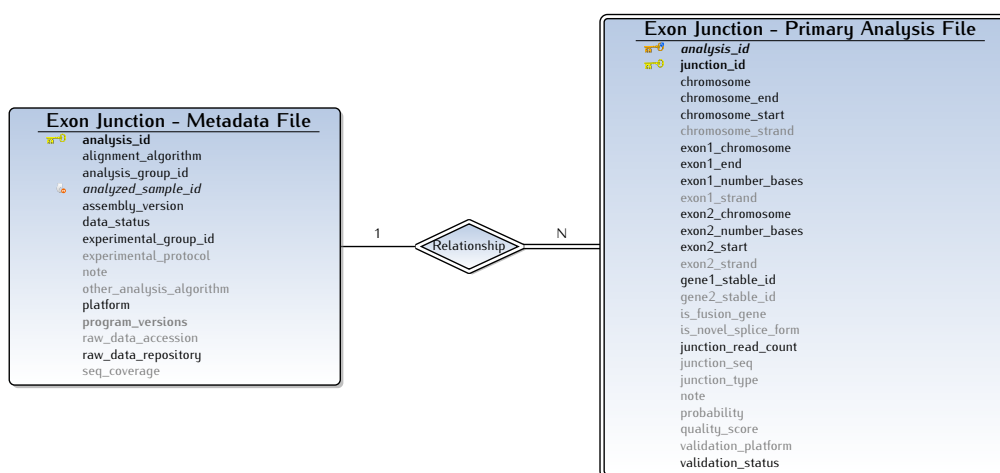 Exon Junction - Metadata File
analysis_id
alignment_algorithm
analysis_group_id
analyzed_sample_id
assembly_version
data_status
experimental_group_id
experimental_protocol
note
other_analysis_algorithm
platform
program_versions
raw_data_accession
raw_data_repository
seq_coverage
1
Relationship
N
Exon Junction - Primary Analysis File
analysis_id
junction_id
chromosome
chromosome_end
chromosome_start
chromosome_strand
exon1_chromosome
exon1_end
exon1_number_bases
exon1_strand
exon2_chromosome
exon2_number_bases
exon2_start
exon2_strand
gene1_stable_id
gene2_stable_id
is_fusion_gene
is_novel_splice_form
junction_read_count
junction_seq
junction_type
note
probability
quality_score
validation_platform
validation_status